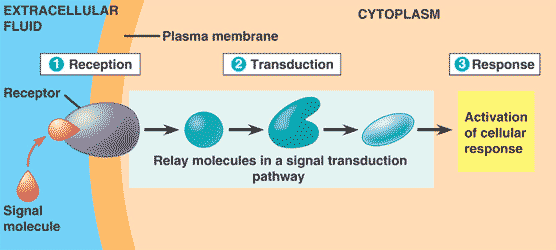 EXTRACELLULAR
FLUID
CYTOPLASM
Plasma membrane
1 Reception
2 Transduction
3 Response
Receptor
Activation
of cellular
response
Relay molecules in a signal transduction
pathway
Signal
molecule